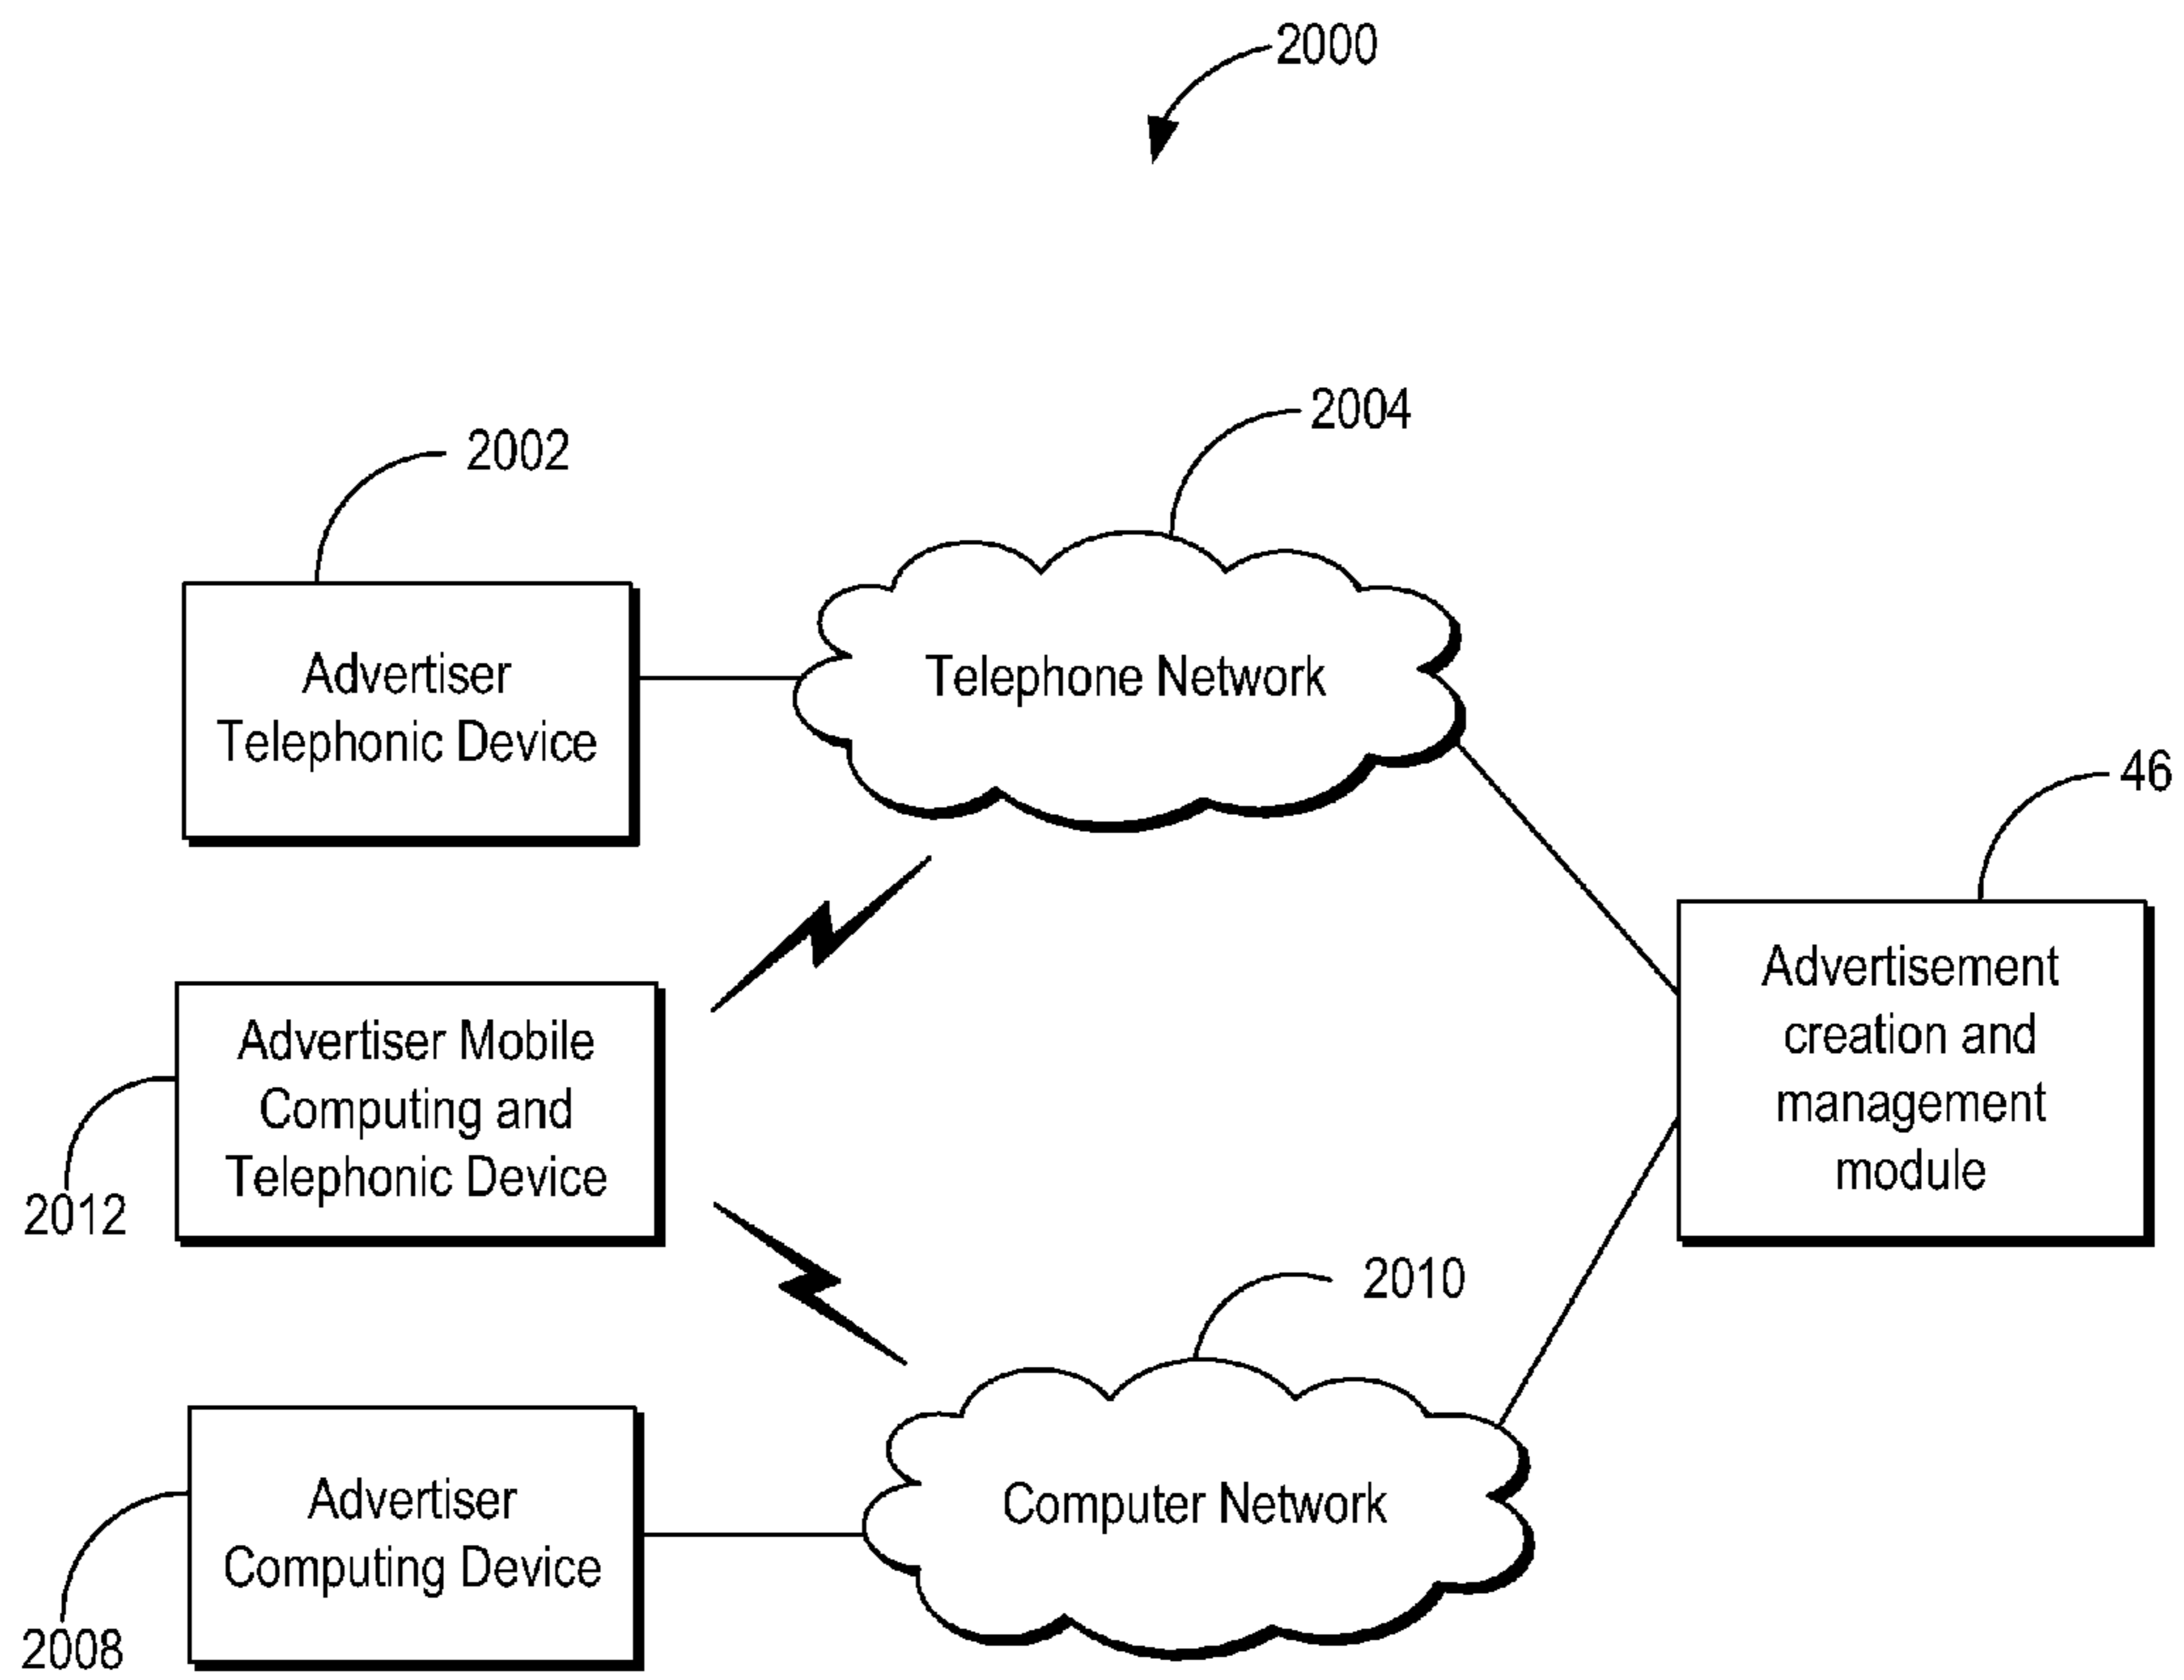 2000
2004
2002
Advertiser
Telephonic Device
Telephone Network
46
Advertisement
creation and
management
module
Advertiser Mobile
Computing and
Telephonic Device
2012
2010
Advertiser
Computing Device
Computer Network
2008